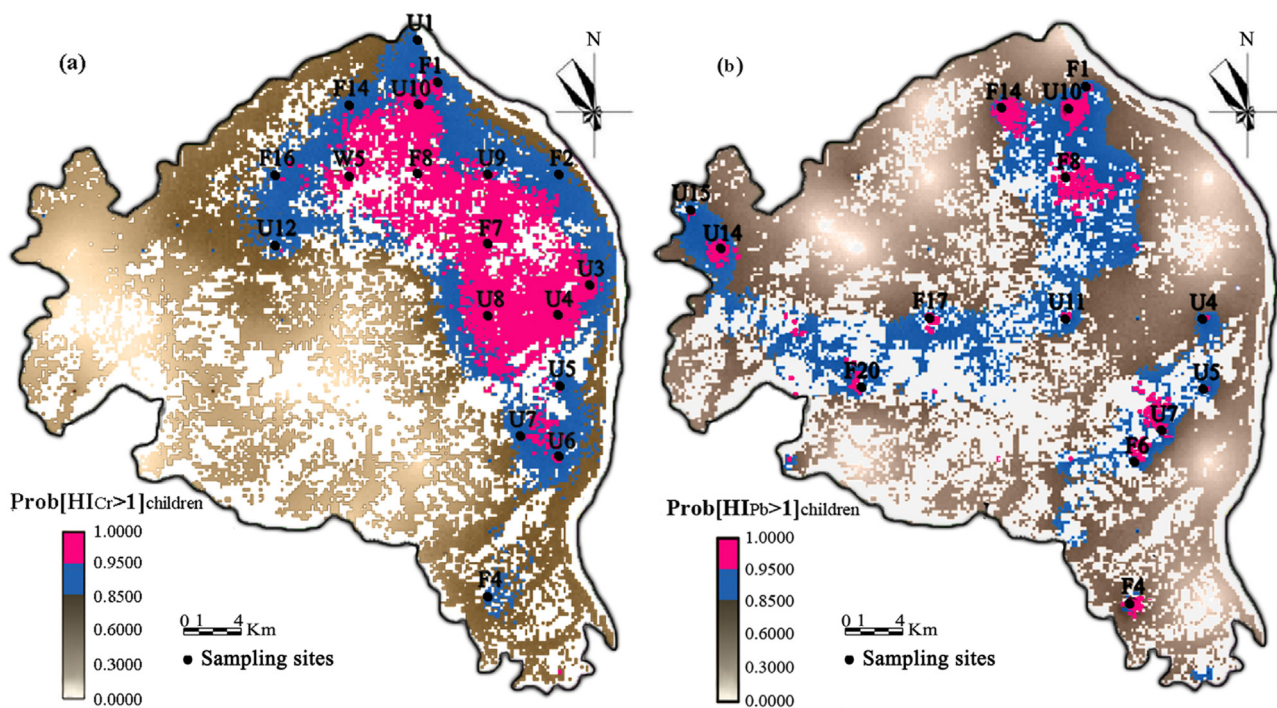 (a)
N
U1
F1
F14
U10
F16
W5
F8
U9
F2
U12
F7
U3
U8
U4
U5
U7
U6
F4
Prob[HICr>1]children
1.0000
0.9500
0.8500
0.6000
0.3000
0.0000
0 1 4
Km
Sampling sites
(b)
N
F1
F14
U10
F8
U15
U14
F17
U11
U4
F20
U5
U7
F6
F4
Prob[HIPb>1]children
1.0000
0.9500
0.8500
0.6000
0.3000
0.0000
0 1 4
Km
Sampling sites